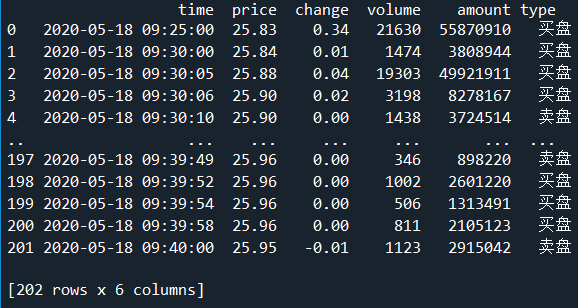 time price change volume amount type
0 2020-05-18 09:25:00 25.83 0.34 21630 55870910 买盘
1 2020-05-18 09:30:00 25.84 0.01 1474 3808944 买盘
2 2020-05-18 09:30:05 25.88 0.04 19303 49921911 买盘
3 2020-05-18 09:30:06 25.90 0.02 3198 8278167 买盘
4 2020-05-18 09:30:10 25.90 0.00 1438 3724514 卖盘
.. ... ... ... ... ... ...
197 2020-05-18 09:39:49 25.96 0.00 346 898220 卖盘
198 2020-05-18 09:39:52 25.96 0.00 1002 2601220 买盘
199 2020-05-18 09:39:54 25.96 0.00 506 1313491 买盘
200 2020-05-18 09:39:58 25.96 0.00 811 2105123 买盘
201 2020-05-18 09:40:00 25.95 -0.01 1123 2915042 卖盘
[202 rows x 6 columns]